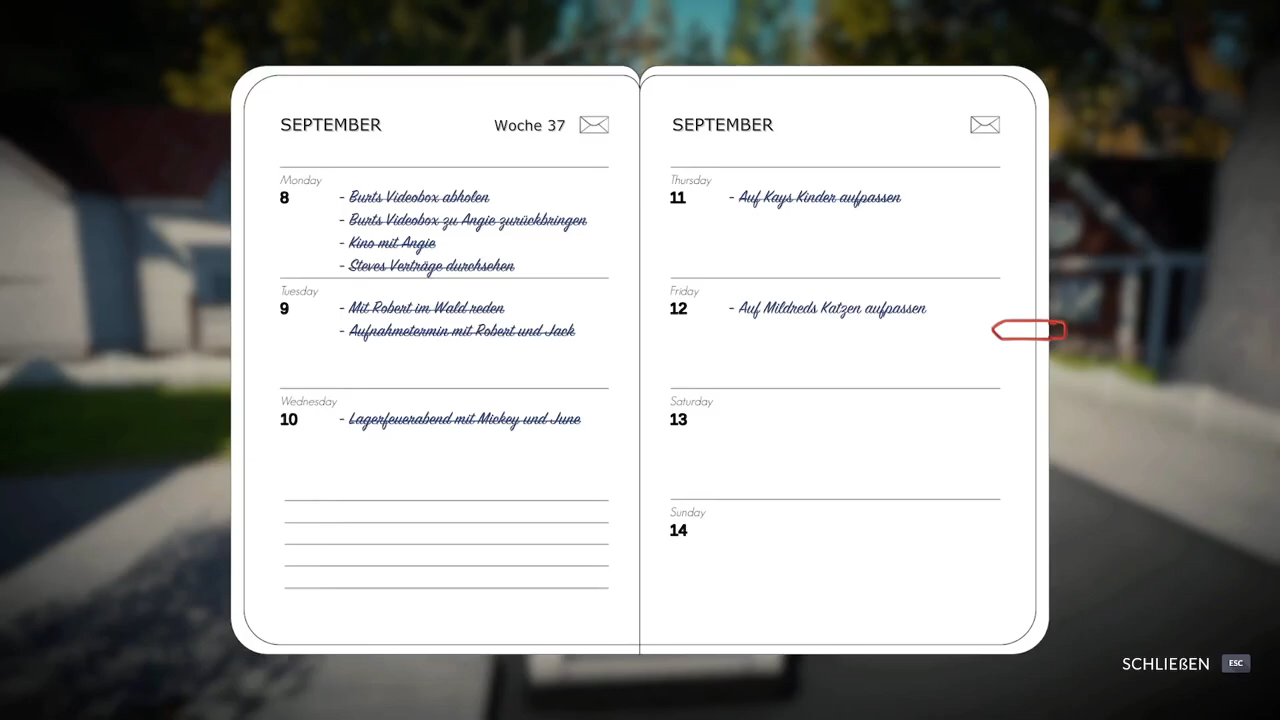 SEPTEMBER Woche 37
Monday
8 - Burts Videobox abholen
- Burts Videobox zu Angie zurückbringen
- Kino mit Angie
- Steves Verträge durchsehen
Tuesday
9 - Mit Robert im Wald reden
- Aufnahmetermin mit Robert und Jack
Wednesday
10 - Lagerfeuerabend mit Mickey und June
SEPTEMBER
Thursday
11 - Auf Kays Kinder aufpassen
Friday
12 - Auf Mildreds Katzen aufpassen
Saturday
13
Sunday
14
SCHLIEßEN ESC